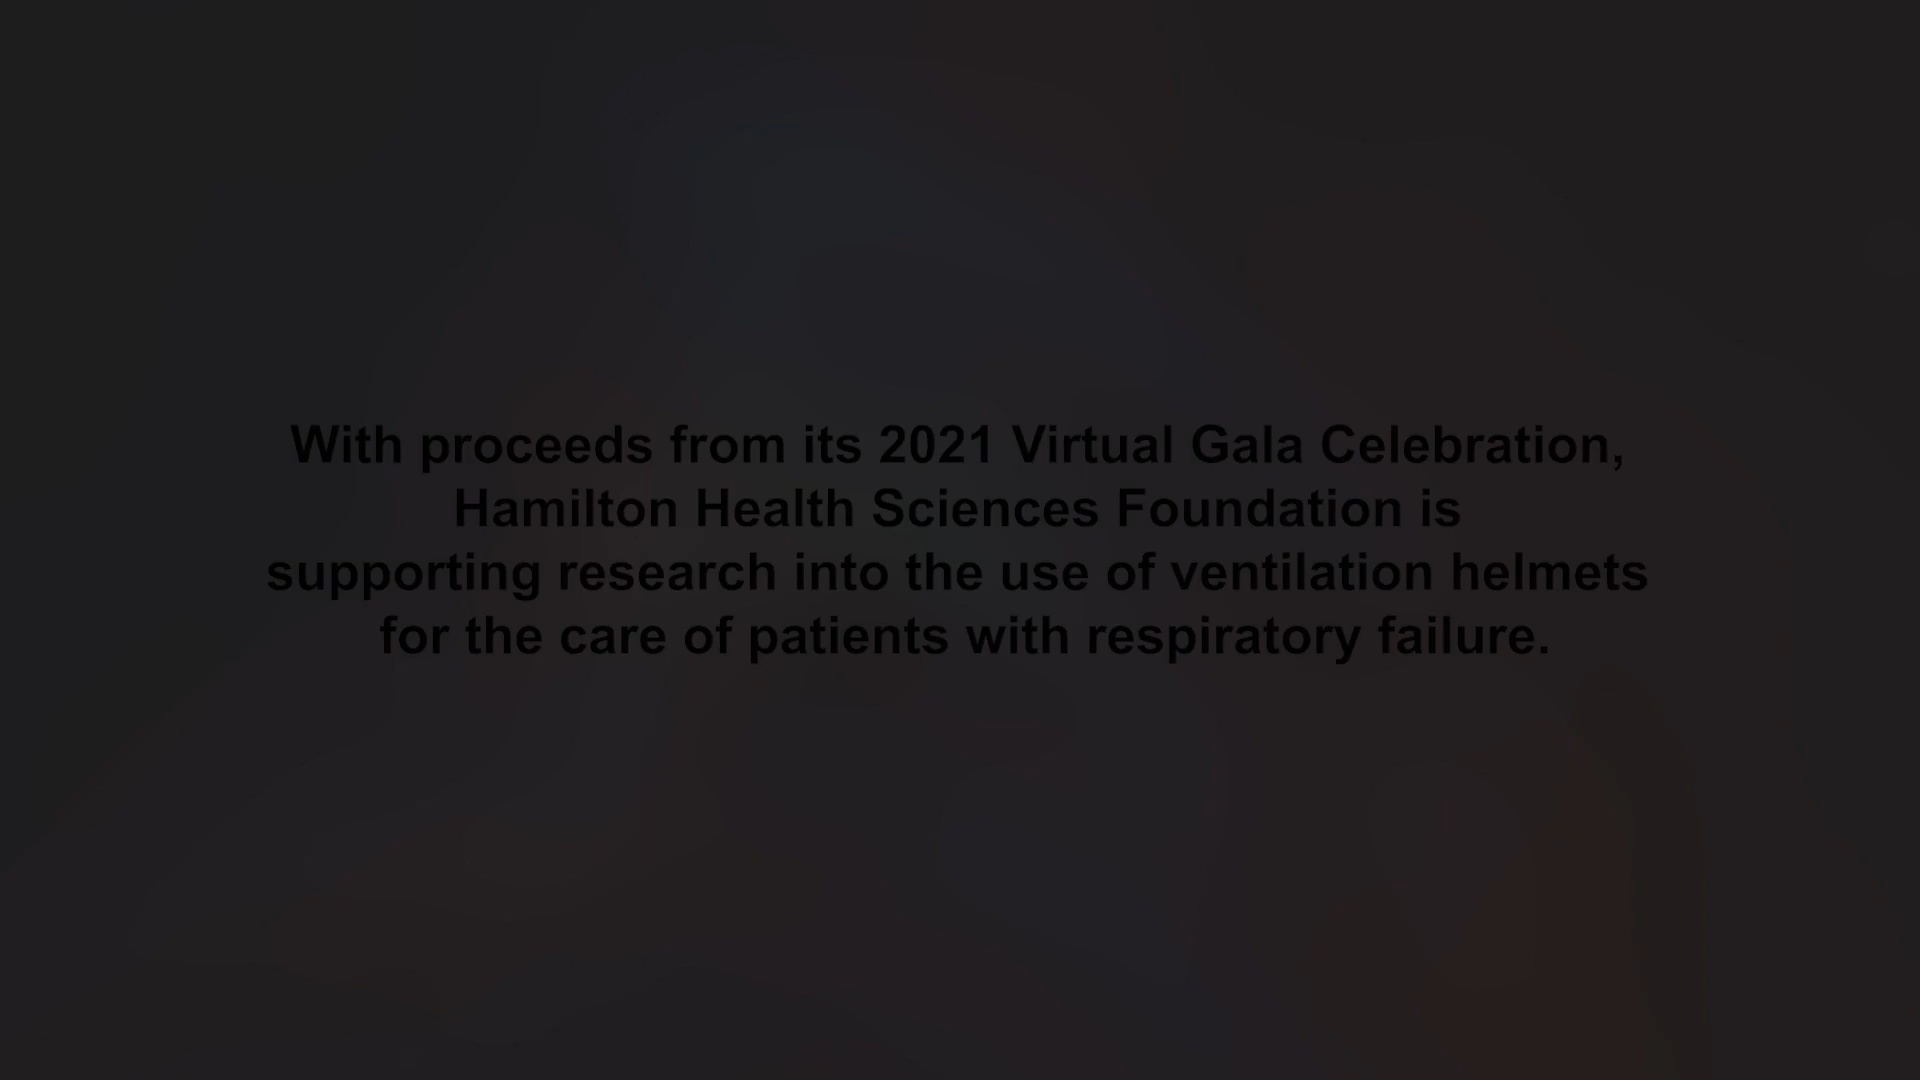 With proceeds from its 2021 Virtual Gala Celebration,
Hamilton Health Sciences Foundation is
supporting research into the use of ventilation helmets
for the care of patients with respiratory failure.